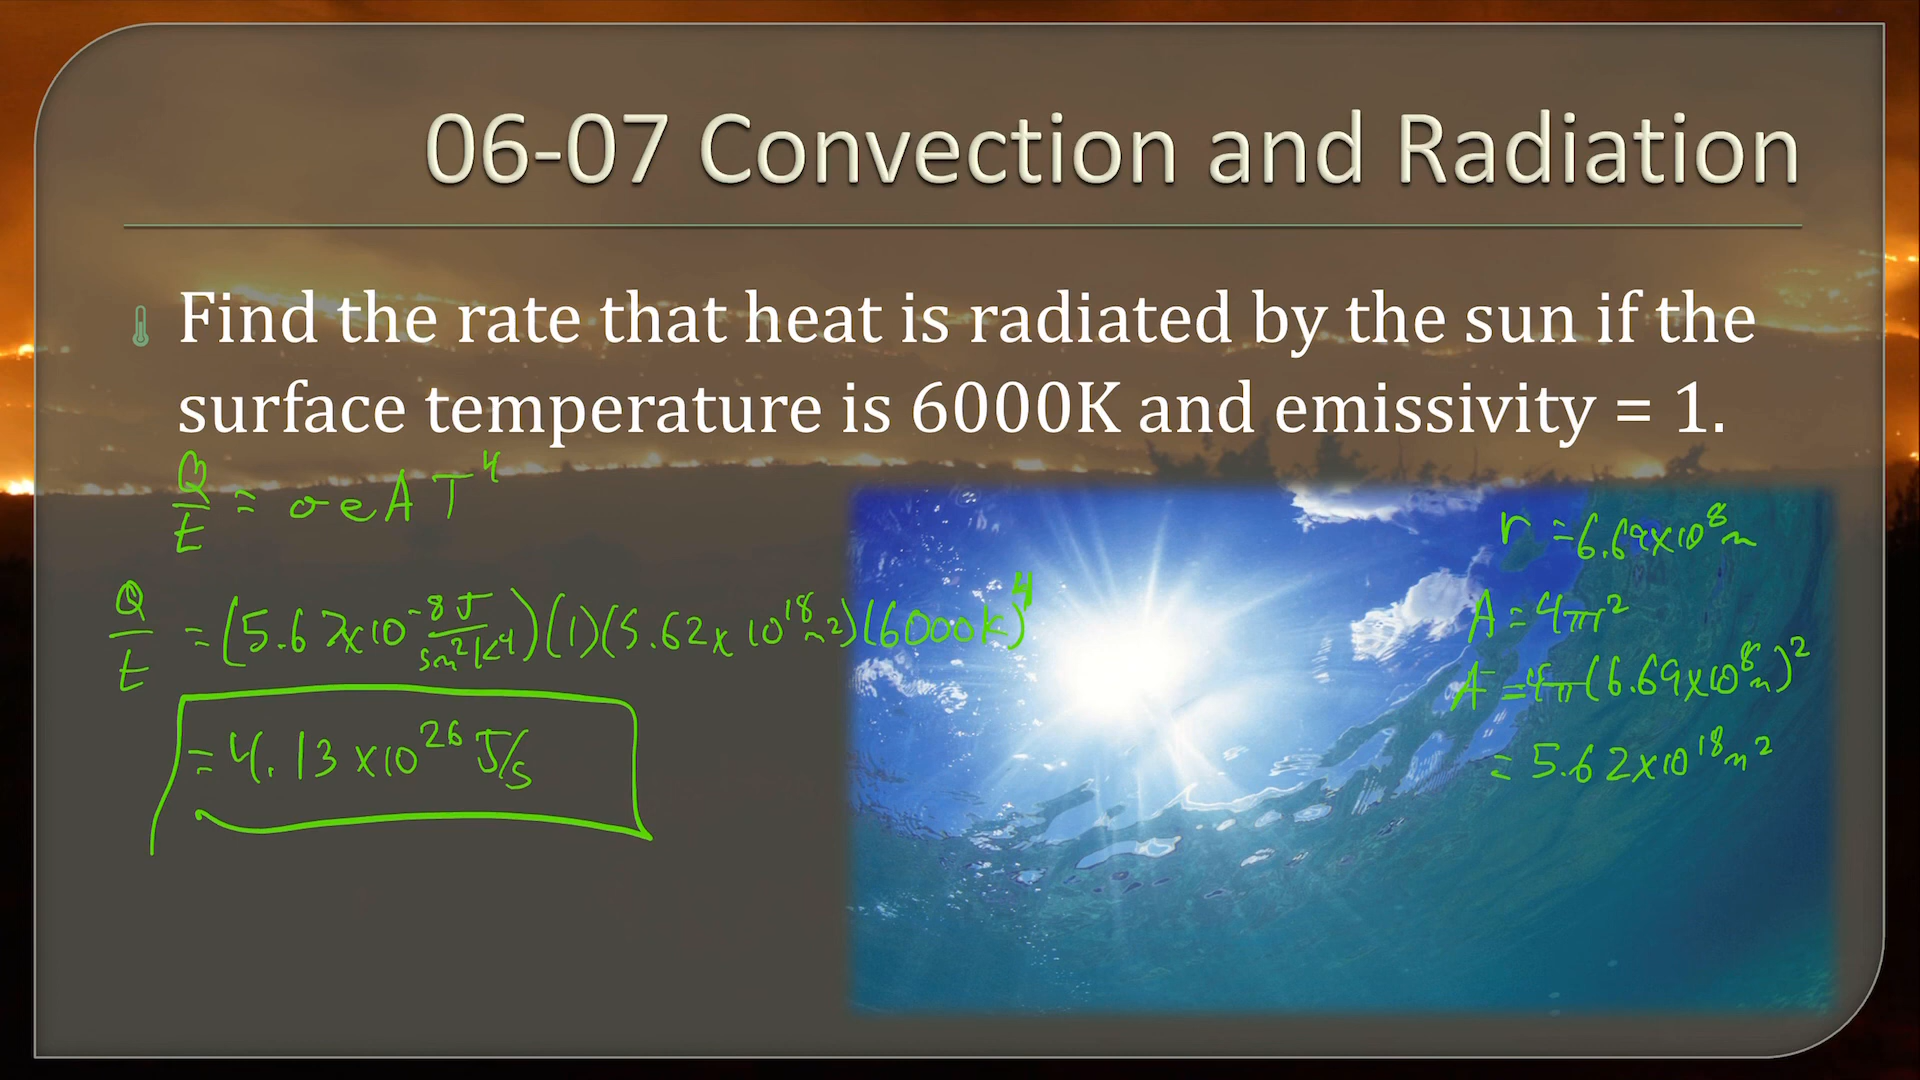 06-07 Convection and Radiation
Find the rate that heat is radiated by the sun if the
surface temperature is 6000K and emissivity = 1.
Q/t = σeAT⁴
Q/t = (5.67x10⁻⁸ J/sm²K⁴)(1)(5.62x10¹⁸m²)(6000K)⁴
= 4.13x10²⁶ J/s
r = 6.69x10⁸m
A = 4πr²
A = 4π(6.69x10⁸m)²
= 5.62x10¹⁸m²